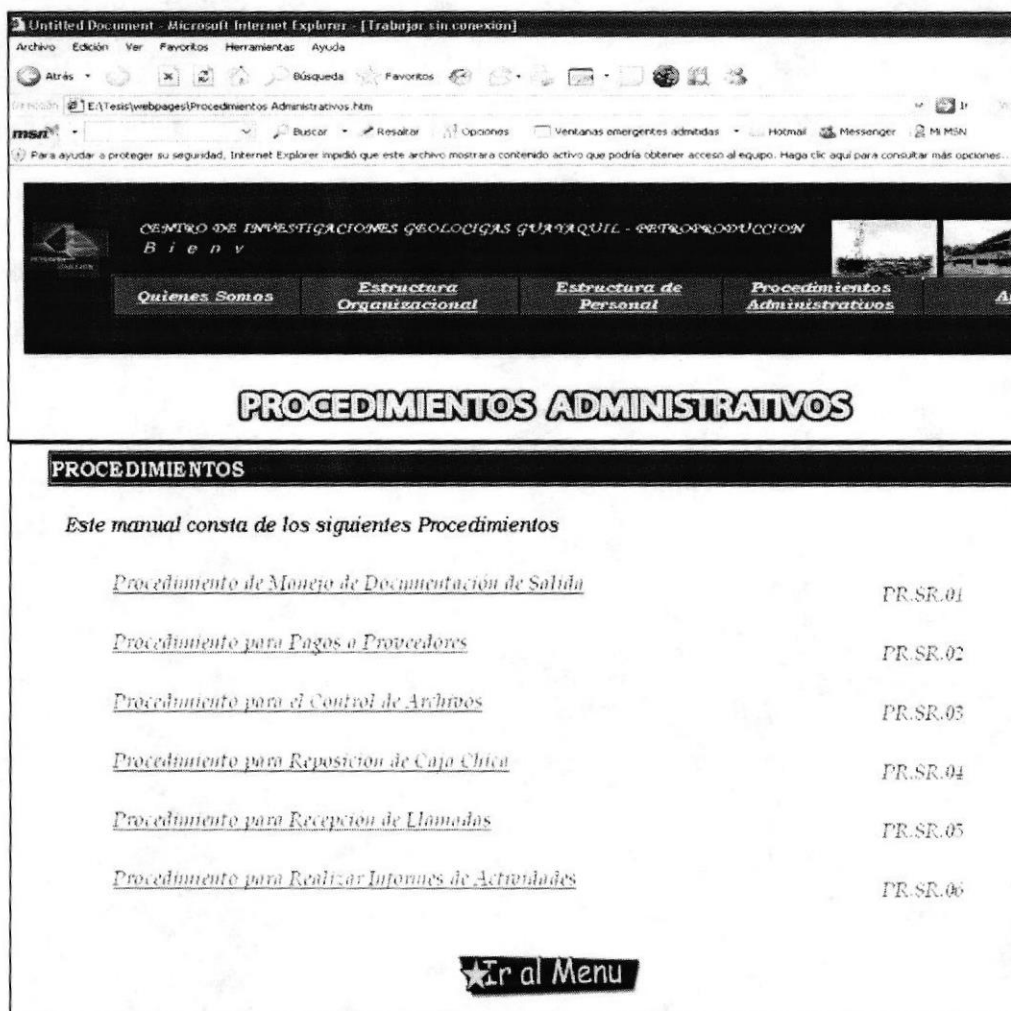 Untitled Document - Microsoft Internet Explorer - [Trabajar sin conexión]
Archivo Edición Ver Favoritos Herramientas Ayuda
Atrás Búsqueda Favoritos
Dirección E:\Tesis\webpages\Procedimientos Administrativos.htm Ir
msn Buscar Resaltar Opciones Ventanas emergentes admitidas Hotmail Messenger Mi MSN
Para ayudar a proteger su seguridad, Internet Explorer impidió que este archivo mostrara contenido activo que podría obtener acceso al equipo. Haga clic aquí para consultar más opciones...
CENTRO DE INVESTIGACIONES GEOLOCIGAS GUAYAQUIL - PETROPRODUCCION
B i e n v
Quienes Somos Estructura Organizacional Estructura de Personal Procedimientos Administrativos
PROCEDIMIENTOS ADMINISTRATIVOS
PROCEDIMIENTOS
Este manual consta de los siguientes Procedimientos
Procedimiento de Manejo de Documentación de Salida PR.SR.01
Procedimiento para Pagos a Proveedores PR.SR.02
Procedimiento para el Control de Archivos PR.SR.03
Procedimiento para Reposición de Caja Chica PR.SR.04
Procedimiento para Recepción de Llamadas PR.SR.05
Procedimiento para Realizar Informes de Actividades PR.SR.06
Ir al Menu